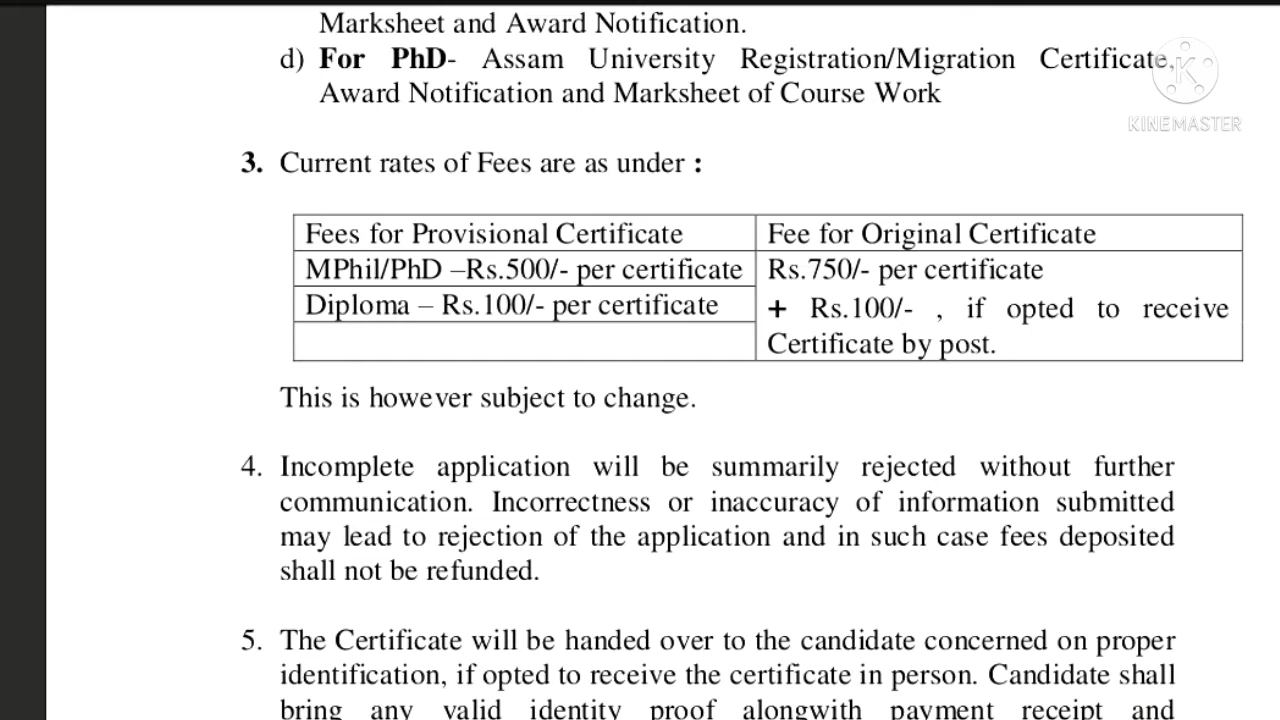 Marksheet and Award Notification.
d) For PhD- Assam University Registration/Migration Certificate,
Award Notification and Marksheet of Course Work
KINEMASTER
3. Current rates of Fees are as under :
Fees for Provisional Certificate
Fee for Original Certificate
MPhil/PhD –Rs.500/- per certificate
Rs.750/- per certificate
Diploma – Rs.100/- per certificate
+ Rs.100/- , if opted to receive
Certificate by post.
This is however subject to change.
4. Incomplete application will be summarily rejected without further
communication. Incorrectness or inaccuracy of information submitted
may lead to rejection of the application and in such case fees deposited
shall not be refunded.
5. The Certificate will be handed over to the candidate concerned on proper
identification, if opted to receive the certificate in person. Candidate shall
bring any valid identity proof alongwith payment receipt and